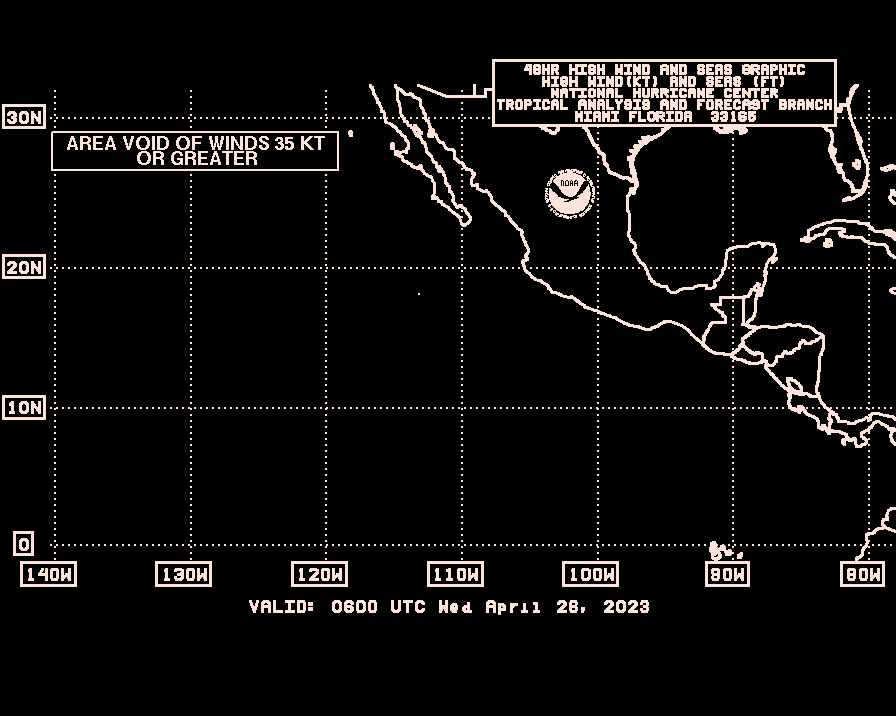 48HR HIGH WIND AND SEAS GRAPHIC
HIGH WIND(KT) AND SEAS (FT)
NATIONAL HURRICANE CENTER
TROPICAL ANALYSIS AND FORECAST BRANCH
MIAMI FLORIDA 33165
30N
AREA VOID OF WINDS 35 KT
OR GREATER
NOAA
20N
10N
0
140W 130W 120W 110W 100W 90W 80W
VALID: 0600 UTC Wed April 26, 2023